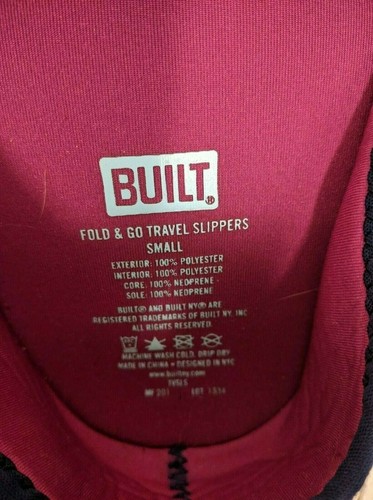 BUILT®
FOLD & GO TRAVEL SLIPPERS
SMALL
EXTERIOR: 100% POLYESTER
INTERIOR: 100% POLYESTER
CORE: 100% NEOPRENE
SOLE: 100% NEOPRENE
BUILT® AND BUILT NY® ARE
REGISTERED TRADEMARKS OF BUILT NY, INC
ALL RIGHTS RESERVED.
MACHINE WASH COLD, DRIP DRY
MADE IN CHINA • DESIGNED IN NYC
www.builtny.com